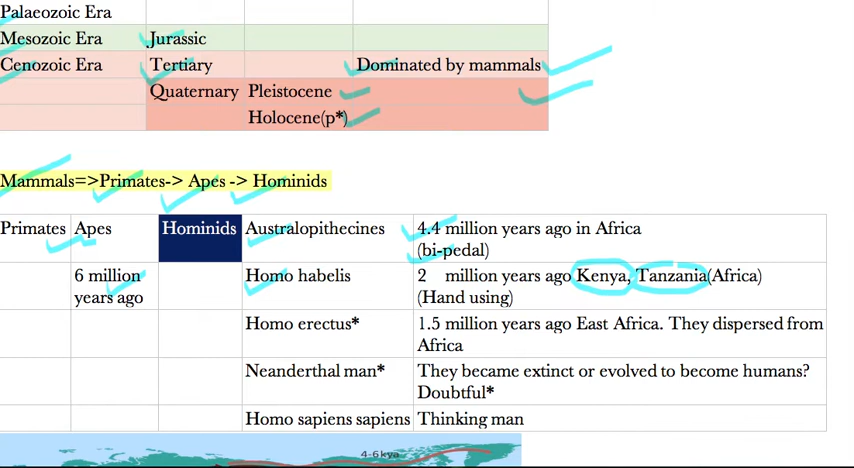 Palaeozoic Era
Mesozoic Era Jurassic
Cenozoic Era Tertiary Dominated by mammals
Quaternary Pleistocene
Holocene(p*)
Mammals=>Primates-> Apes -> Hominids
Primates Apes Hominids Australopithecines 4.4 million years ago in Africa
(bi-pedal)
6 million Homo habelis 2 million years ago Kenya, Tanzania(Africa)
years ago (Hand using)
Homo erectus* 1.5 million years ago East Africa. They dispersed from
Africa
Neanderthal man* They became extinct or evolved to become humans?
Doubtful*
Homo sapiens sapiens Thinking man
4-6kya